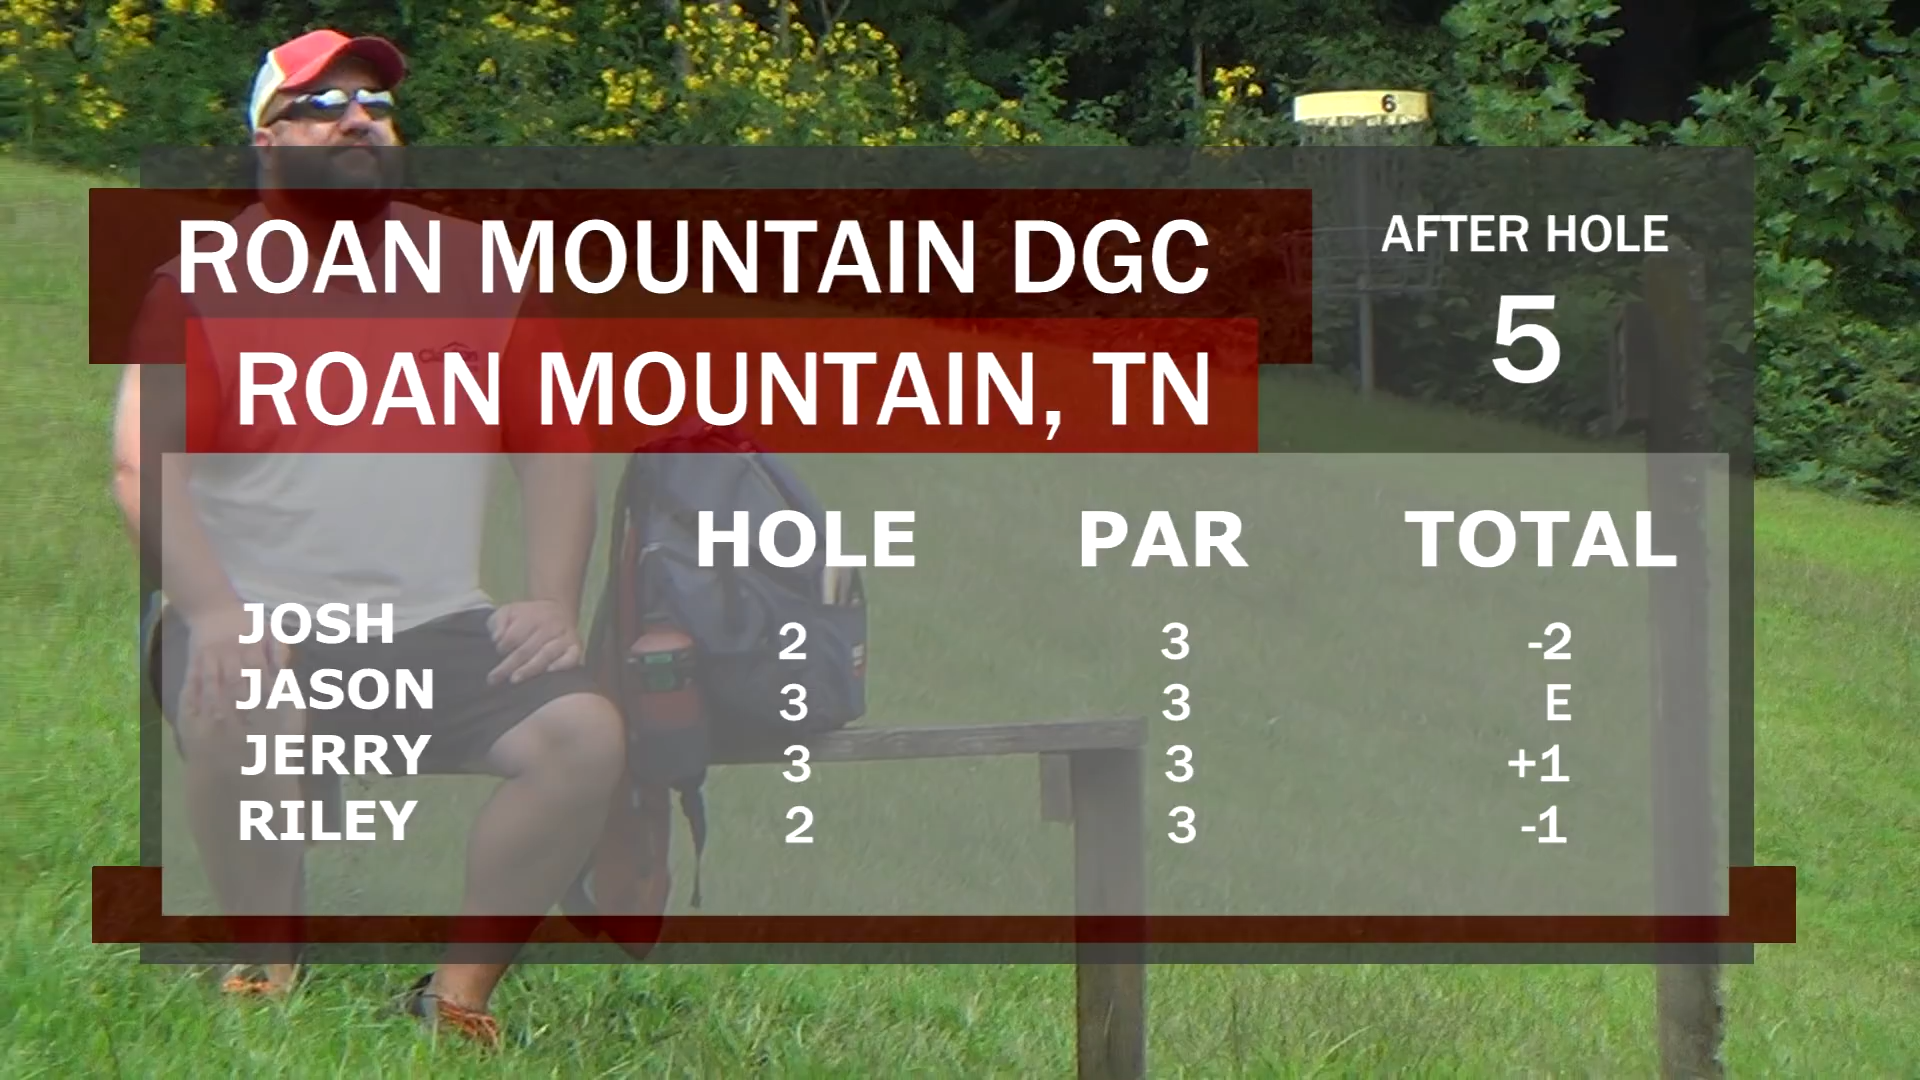 6
ROAN MOUNTAIN DGC
AFTER HOLE
5
ROAN MOUNTAIN, TN
HOLE PAR TOTAL
JOSH 2 3 -2
JASON 3 3 E
JERRY 3 3 +1
RILEY 2 3 -1